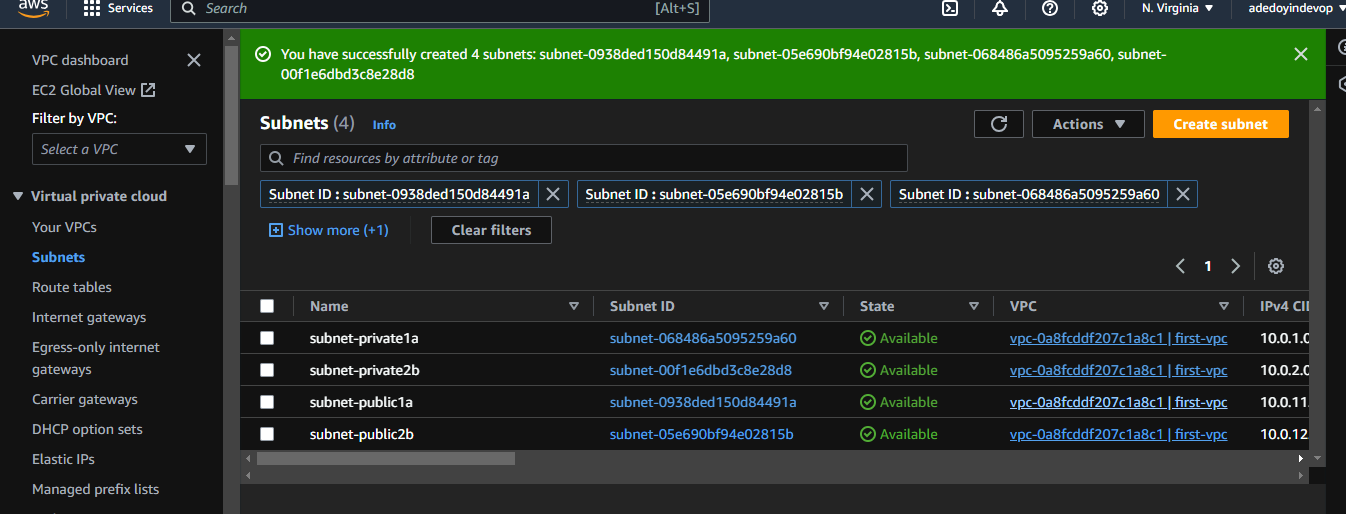 aws
Services
Search
[Alt+S]
N. Virginia
adedoyindevop
VPC dashboard
EC2 Global View
Filter by VPC:
Select a VPC
Virtual private cloud
Your VPCs
Subnets
Route tables
Internet gateways
Egress-only internet
gateways
Carrier gateways
DHCP option sets
Elastic IPs
Managed prefix lists
You have successfully created 4 subnets: subnet-0938ded150d84491a, subnet-05e690bf94e02815b, subnet-068486a5095259a60, subnet-
00f1e6dbd3c8e28d8
Subnets (4) Info
Actions
Create subnet
Find resources by attribute or tag
Subnet ID : subnet-0938ded150d84491a
Subnet ID : subnet-05e690bf94e02815b
Subnet ID : subnet-068486a5095259a60
Show more (+1)
Clear filters
1
Name Subnet ID State VPC IPv4 CID
subnet-private1a subnet-068486a5095259a60 Available vpc-0a8fcddf207c1a8c1 | first-vpc 10.0.1.0
subnet-private2b subnet-00f1e6dbd3c8e28d8 Available vpc-0a8fcddf207c1a8c1 | first-vpc 10.0.2.0
subnet-public1a subnet-0938ded150d84491a Available vpc-0a8fcddf207c1a8c1 | first-vpc 10.0.11.
subnet-public2b subnet-05e690bf94e02815b Available vpc-0a8fcddf207c1a8c1 | first-vpc 10.0.12.